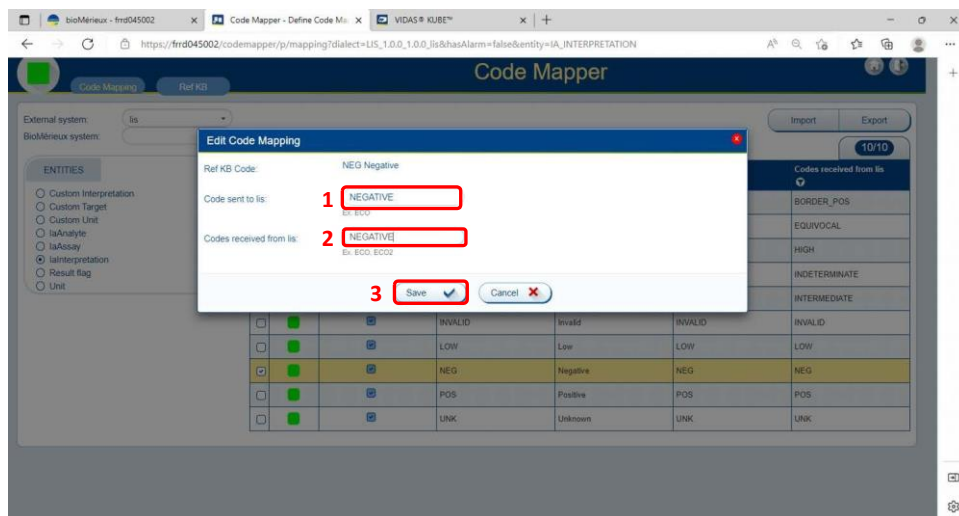 bioMérieux - frrd045002
Code Mapper - Define Code Ma
VIDAS® KUBE™
https://frrd045002/codemapper/p/mapping?dialect=LIS_1.0.0_1.0.0_lis&hasAlarm=false&entity=IA_INTERPRETATION
Code Mapper
Code Mapping
Ref KB
External system:
lis
Import
Export
BioMérieux system:
10/10
Edit Code Mapping
ENTITIES
Custom Interpretation
Custom Target
Custom Unit
IaAnalyte
IaAssay
IaInterpretation
Result flag
Unit
Ref KB Code:
NEG Negative
Code sent to lis:
1
NEGATIVE
Ex. ECO
Codes received from lis:
2
NEGATIVE
Ex. ECO, ECO2
3
Save
Cancel
Codes received from lis
BORDER_POS
EQUIVOCAL
HIGH
INDETERMINATE
INTERMEDIATE
INVALID Invalid INVALID INVALID
LOW Low LOW LOW
NEG Negative NEG NEG
POS Positive POS POS
UNK Unknown UNK UNK